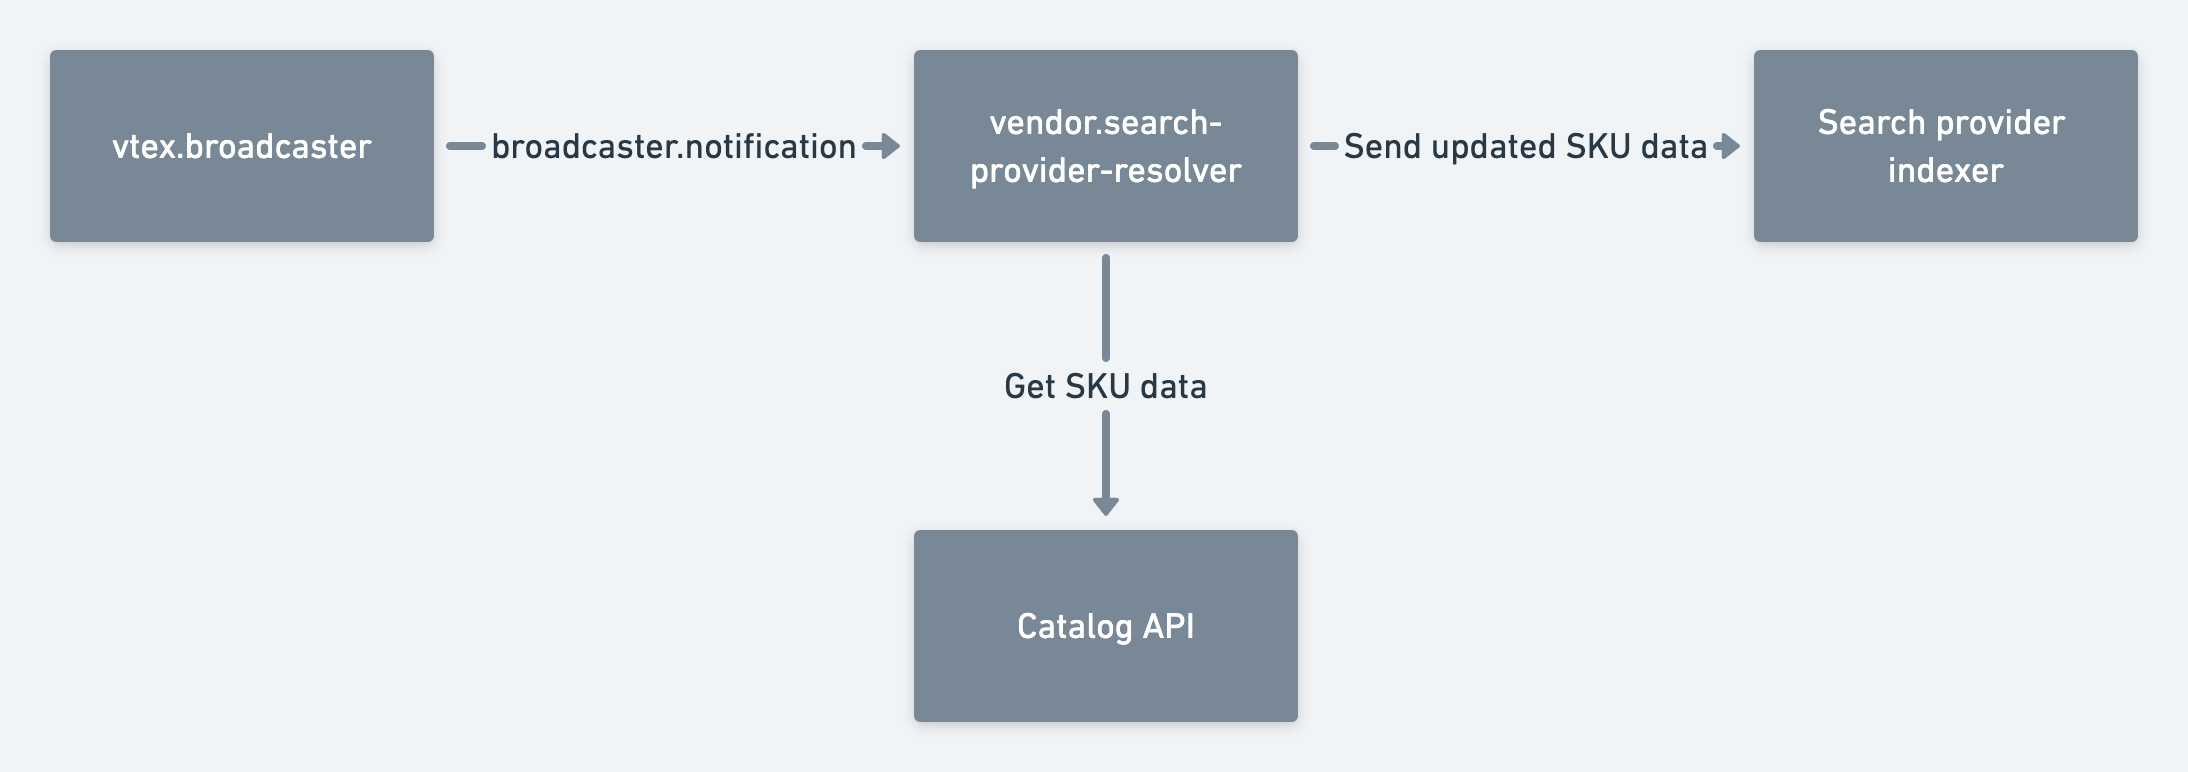 vtex.broadcaster
broadcaster.notification
vendor.search-
provider-resolver
Send updated SKU data
Search provider
indexer
Get SKU data
Catalog API